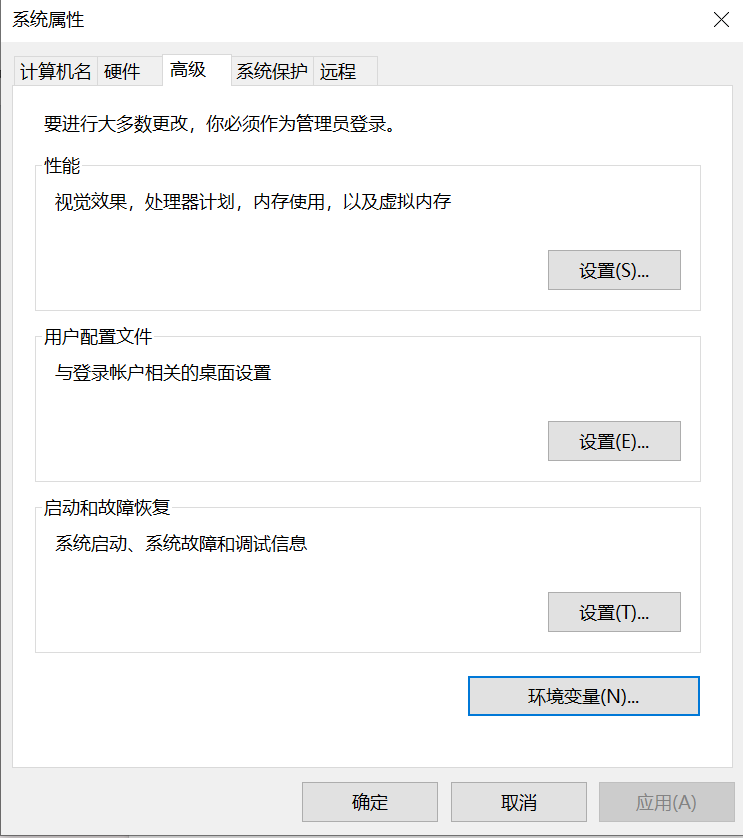 系统属性
计算机名 硬件 高级 系统保护 远程
要进行大多数更改，你必须作为管理员登录。
性能
视觉效果，处理器计划，内存使用，以及虚拟内存
设置(S)...
用户配置文件
与登录帐户相关的桌面设置
设置(E)...
启动和故障恢复
系统启动、系统故障和调试信息
设置(T)...
环境变量(N)...
确定 取消 应用(A)